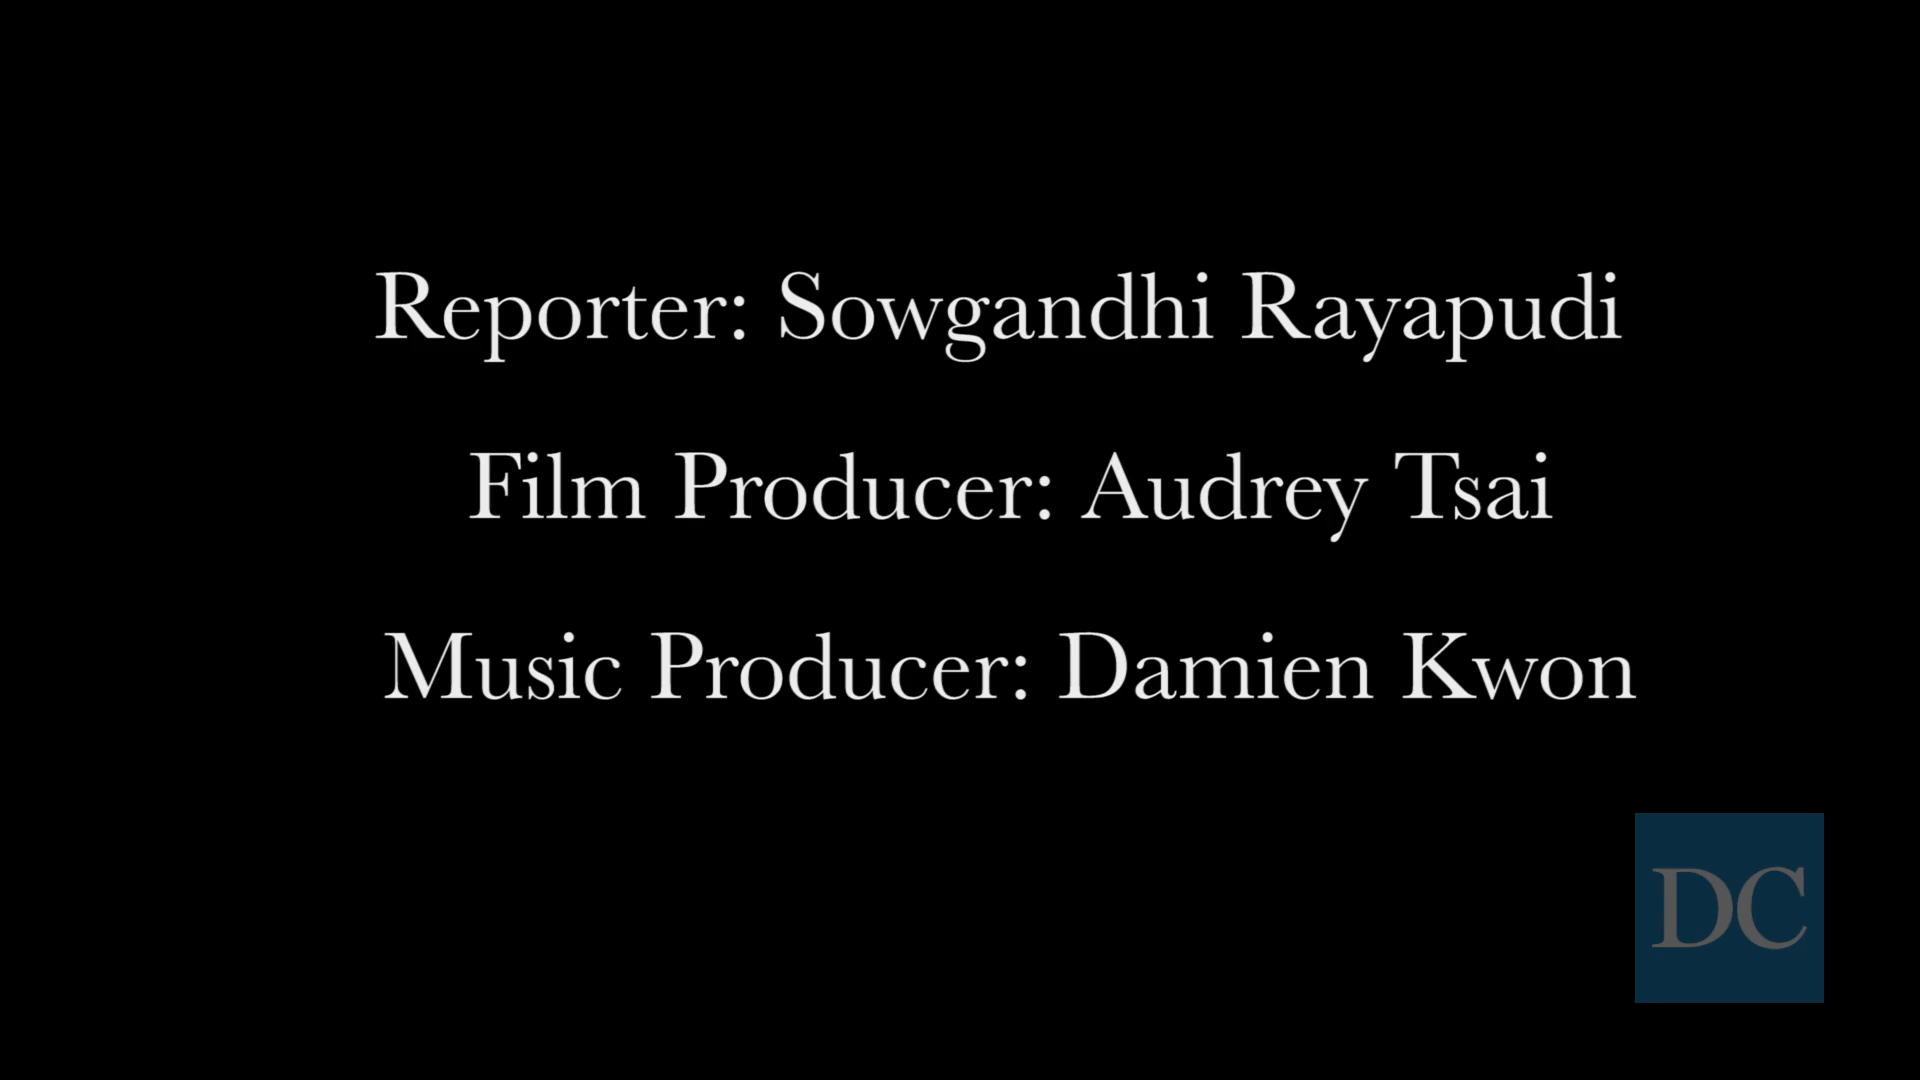 Reporter: Sowgandhi Rayapudi
Film Producer: Audrey Tsai
Music Producer: Damien Kwon
DC